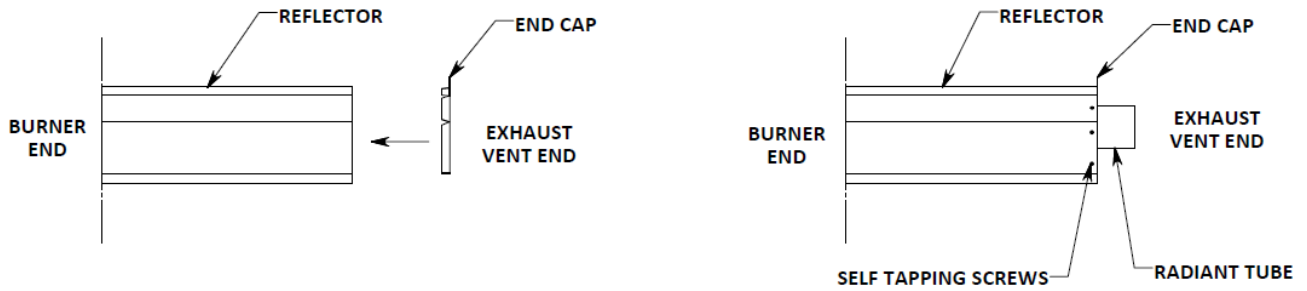 REFLECTOR
END CAP
BURNER
END
EXHAUST
VENT END
REFLECTOR
END CAP
BURNER
END
EXHAUST
VENT END
SELF TAPPING SCREWS
RADIANT TUBE